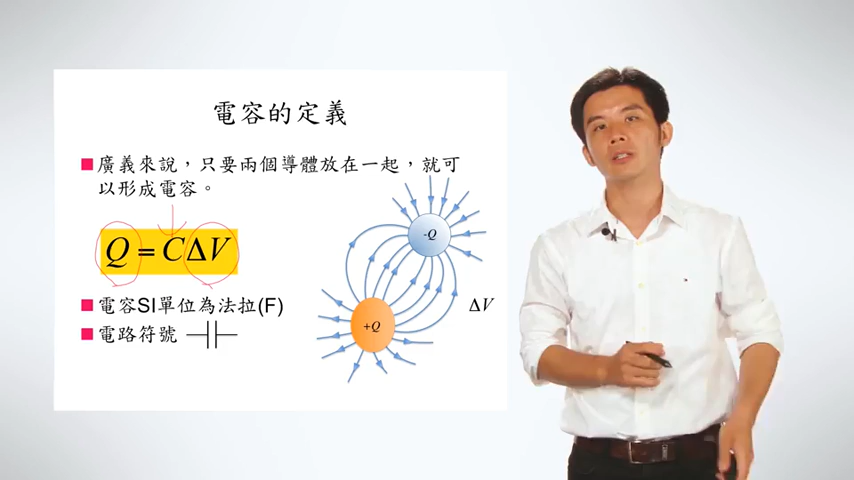 電容的定義
廣義來說，只要兩個導體放在一起，就可
以形成電容。
Q = CΔV
電容SI單位為法拉(F)
電路符號
-Q
+Q
ΔV